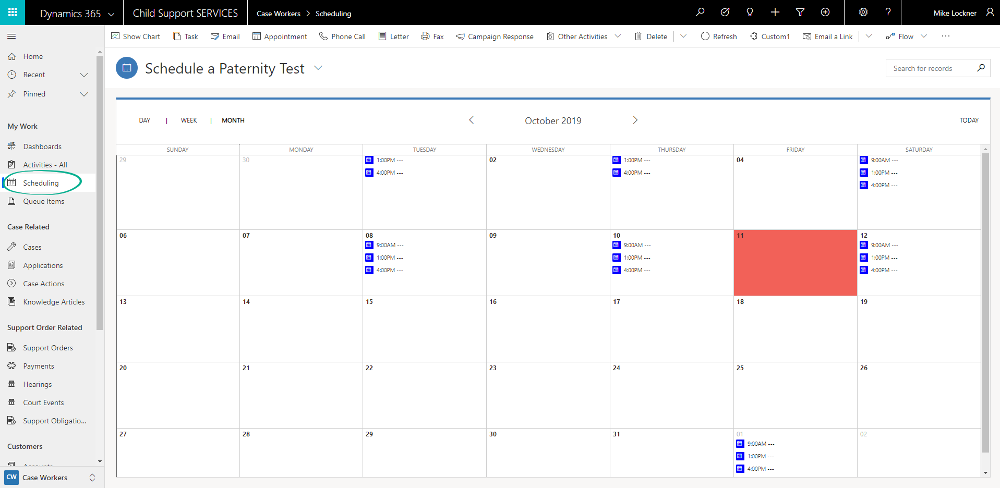 Dynamics 365
Child Support SERVICES
Case Workers > Scheduling
Mike Lockner
Show Chart Task Email Appointment Phone Call Letter Fax Campaign Response Other Activities Delete Refresh Custom1 Email a Link Flow ...
Home
Recent
Pinned
My Work
Dashboards
Activities - All
Scheduling
Queue Items
Case Related
Cases
Applications
Case Actions
Knowledge Articles
Support Order Related
Support Orders
Payments
Hearings
Court Events
Support Obligatio...
Customers
Accounts
CW Case Workers
Schedule a Paternity Test
Search for records
DAY | WEEK | MONTH
October 2019
TODAY
SUNDAY MONDAY TUESDAY WEDNESDAY THURSDAY FRIDAY SATURDAY
29 30 02 04
1:00PM --- 1:00PM --- 9:00AM ---
4:00PM --- 4:00PM --- 1:00PM ---
4:00PM ---
06 07 08 09 10 11 12
9:00AM --- 9:00AM --- 9:00AM ---
1:00PM --- 1:00PM --- 1:00PM ---
4:00PM --- 4:00PM --- 4:00PM ---
13 14 15 16 17 18 19
20 21 22 23 24 25 26
27 28 29 30 31 01 02
9:00AM ---
1:00PM ---
4:00PM ---